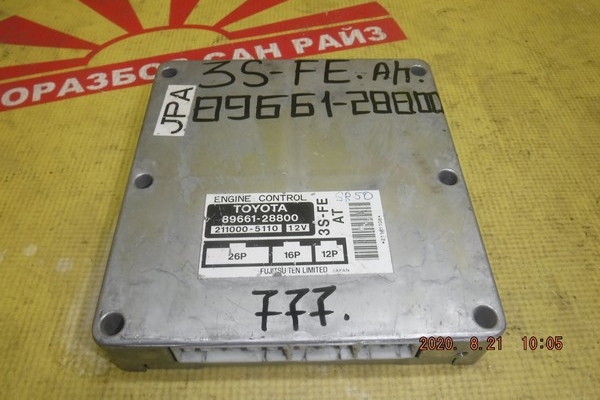 ОРАЗБОР САН РАЙЗ
3S-FE. A/t.
JPA
89661-28800
ENGINE CONTROL
TOYOTA
89661-28800
211000-5110 12V
3S-FE
AT
26P 16P 12P
FUJITSU TEN LIMITED JAPAN
777.
2020. 8.21 10:05